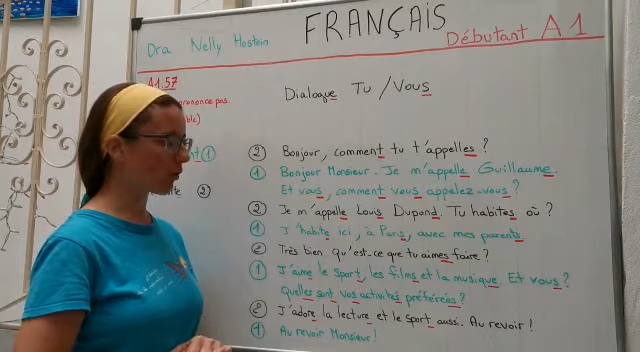 FRANÇAIS
Dra Nelly Hostein
Débutant A1
A1.57
prononce pas.
Dialogue Tu / Vous
② Bonjour, comment tu t'appelles ?
① Bonjour Monsieur. Je m'appelle Guillaume.
Et vous, comment vous appelez-vous ?
② Je m'appelle Louis Dupond. Tu habites où ?
① J'habite ici, à Paris, avec mes parents.
② Très bien qu'est-ce que tu aimes faire ?
① J'aime le sport, les films et la musique. Et vous ?
Quelles sont vos activités préférées ?
② J'adore la lecture et le sport aussi. Au revoir !
① Au revoir Monsieur !